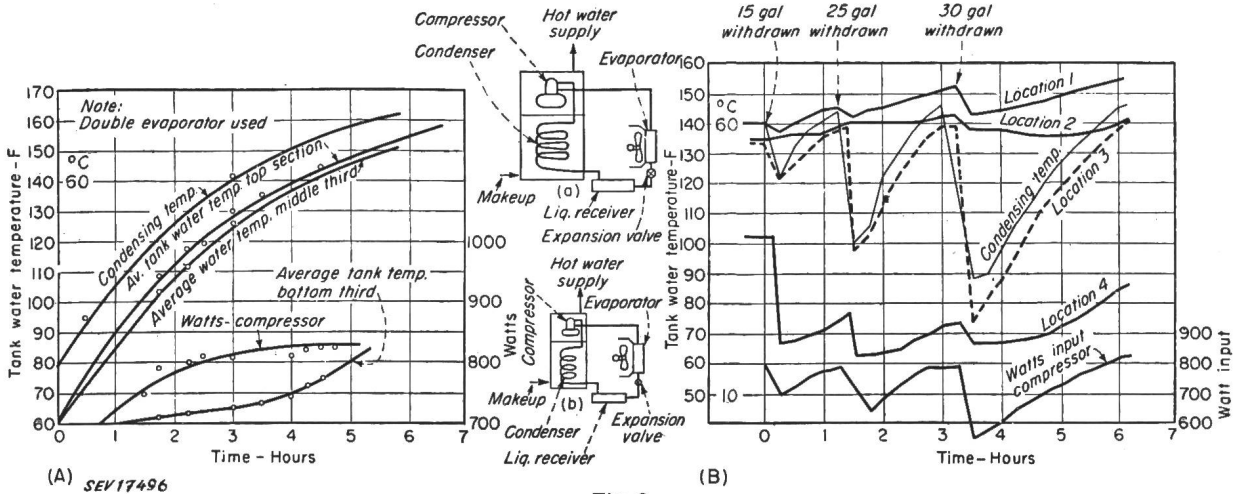 170
160
150
140
130
120
110
100
90
80
70
60
Tank water temperature-F
Note:
Double evaporator used
°C
60
Condensing temp.
Av. tank water temp. top section
Average water temp. middle third
Average tank temp.
bottom third
Watts-compressor
1000
900
800
700
Watts
0
1
2
3
4
5
6
7
Time-Hours
(A)
SEV17496
Compressor
Condenser
Hot water
supply
Evaporator
Makeup
(a)
Liq. receiver
Expansion valve
Hot water
supply
Compressor
Evaporator
Makeup
(b)
Condenser
Expansion
valve
Liq. receiver
15 gal
withdrawn
25 gal
withdrawn
30 gal
withdrawn
160
150
140
130
120
110
100
90
80
70
60
50
Tank water temperature-F
°C
60
10
Location 1
Location 2
Condensing temp.
Location 3
Location 4
Watts input
compressor
900
800
700
600
Watt input
0
1
2
3
4
5
6
7
Time-Hours
(B)